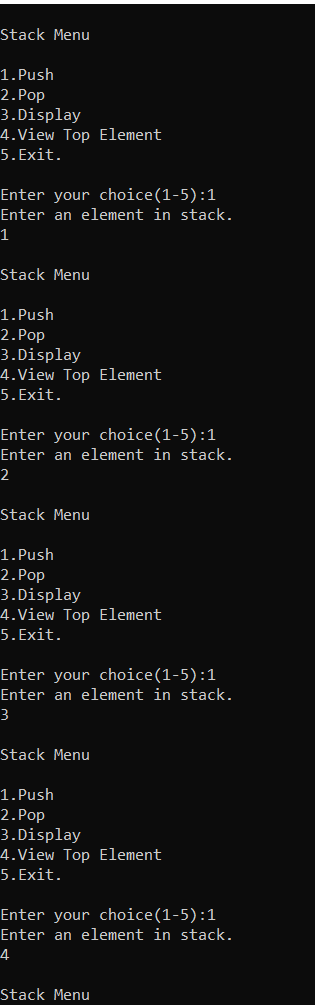 Stack Menu
1.Push
2.Pop
3.Display
4.View Top Element
5.Exit.
Enter your choice(1-5):1
Enter an element in stack.
1
Stack Menu
1.Push
2.Pop
3.Display
4.View Top Element
5.Exit.
Enter your choice(1-5):1
Enter an element in stack.
2
Stack Menu
1.Push
2.Pop
3.Display
4.View Top Element
5.Exit.
Enter your choice(1-5):1
Enter an element in stack.
3
Stack Menu
1.Push
2.Pop
3.Display
4.View Top Element
5.Exit.
Enter your choice(1-5):1
Enter an element in stack.
4
Stack Menu